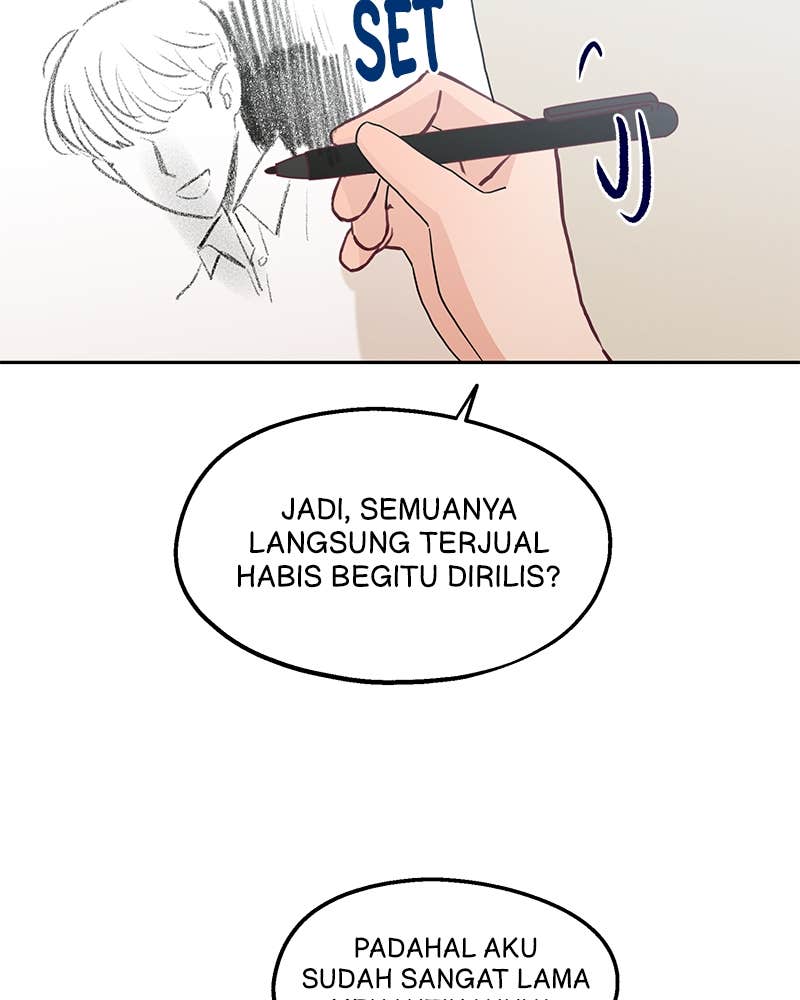 SET
JADI, SEMUANYA
LANGSUNG TERJUAL
HABIS BEGITU DIRILIS?
PADAHAL AKU
SUDAH SANGAT LAMA